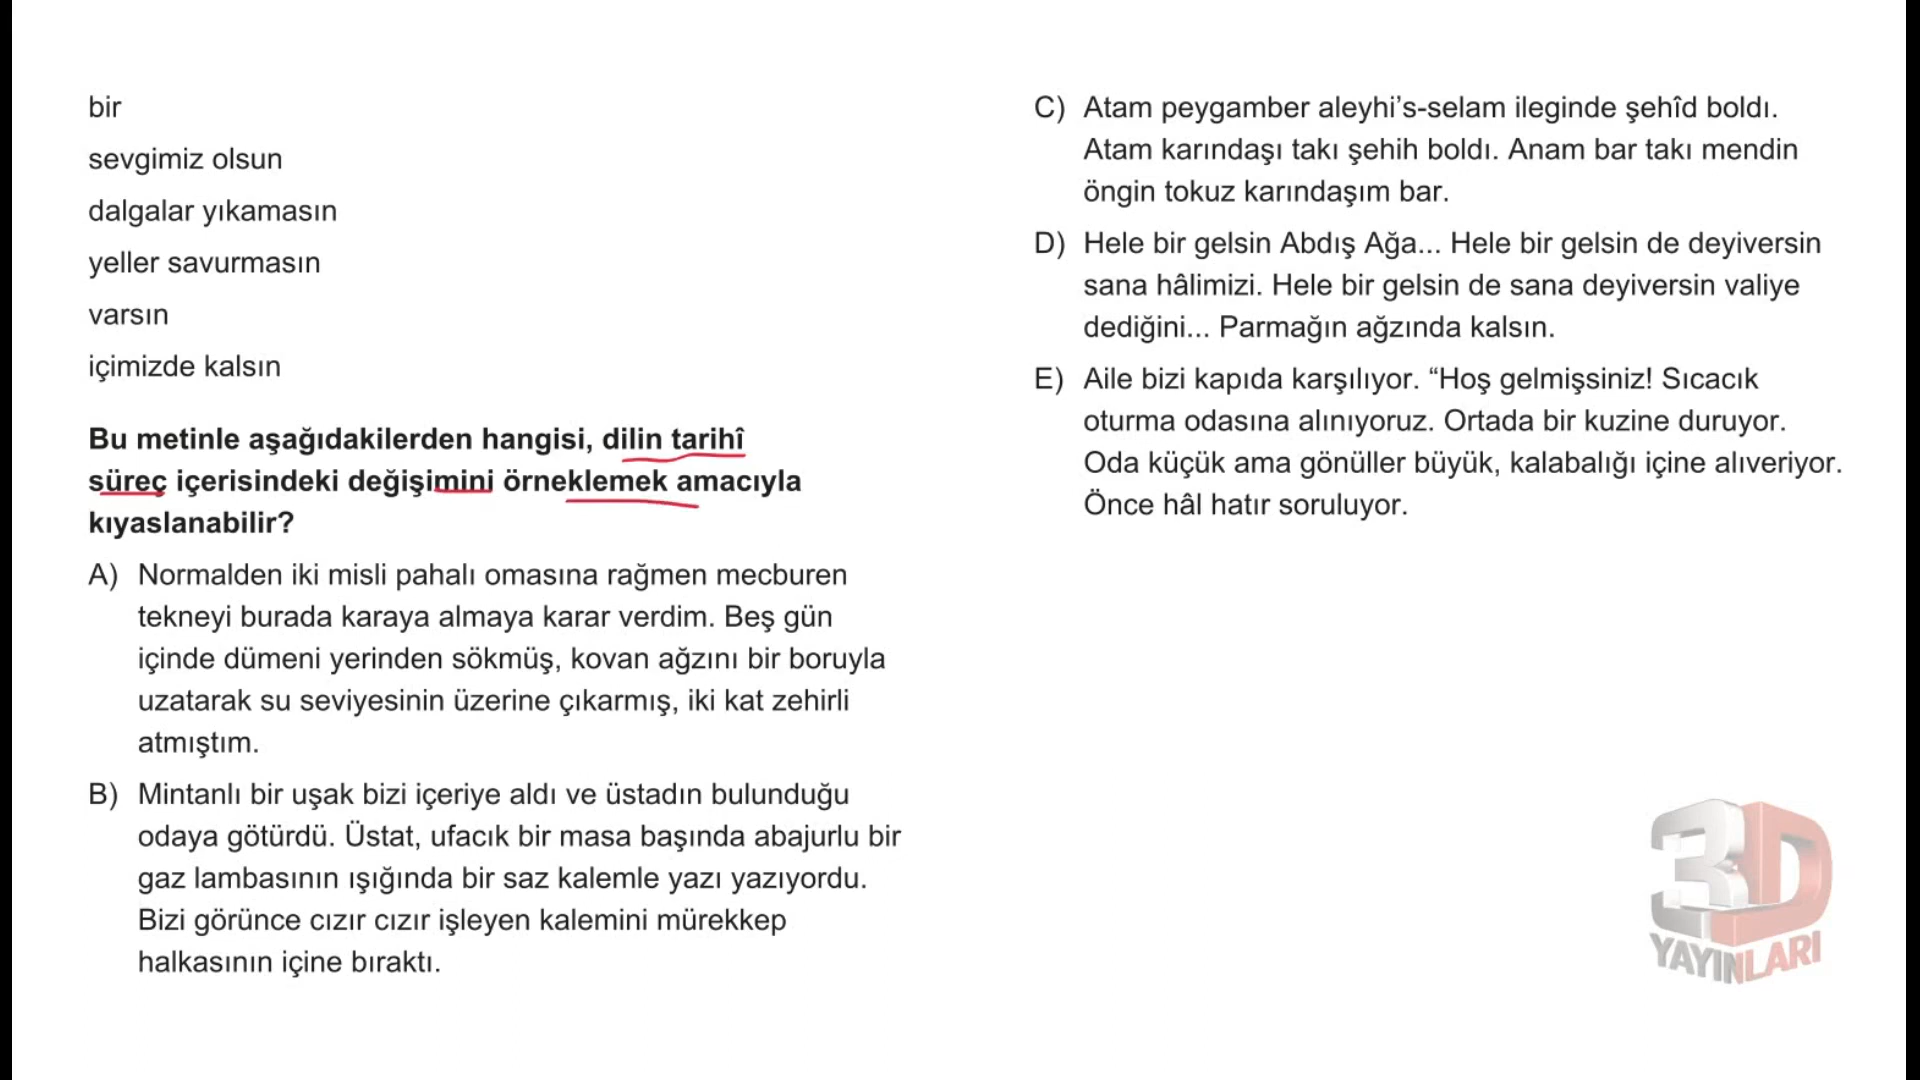 bir
sevgimiz olsun
dalgalar yıkamasın
yeller savurmasın
varsın
içimizde kalsın
Bu metinle aşağıdakilerden hangisi, dilin tarihî
süreç içerisindeki değişimini örneklemek amacıyla
kıyaslanabilir?
A) Normalden iki misli pahalı omasına rağmen mecburen
tekneyi burada karaya almaya karar verdim. Beş gün
içinde dümeni yerinden sökmüş, kovan ağzını bir boruyla
uzatarak su seviyesinin üzerine çıkarmış, iki kat zehirli
atmıştım.
B) Mintanlı bir uşak bizi içeriye aldı ve üstadın bulunduğu
odaya götürdü. Üstat, ufacık bir masa başında abajurlu bir
gaz lambasının ışığında bir saz kalemle yazı yazıyordu.
Bizi görünce cızır cızır işleyen kalemini mürekkep
halkasının içine bıraktı.
C) Atam peygamber aleyhi’s-selam ileginde şehîd boldı.
Atam karındaşı takı şehih boldı. Anam bar takı mendin
öngin tokuz karındaşım bar.
D) Hele bir gelsin Abdış Ağa... Hele bir gelsin de deyiversin
sana hâlimizi. Hele bir gelsin de sana deyiversin valiye
dediğini... Parmağın ağzında kalsın.
E) Aile bizi kapıda karşılıyor. “Hoş gelmişsiniz! Sıcacık
oturma odasına alınıyoruz. Ortada bir kuzine duruyor.
Oda küçük ama gönüller büyük, kalabalığı içine alıveriyor.
Önce hâl hatır soruluyor.
3D
YAYINLARI